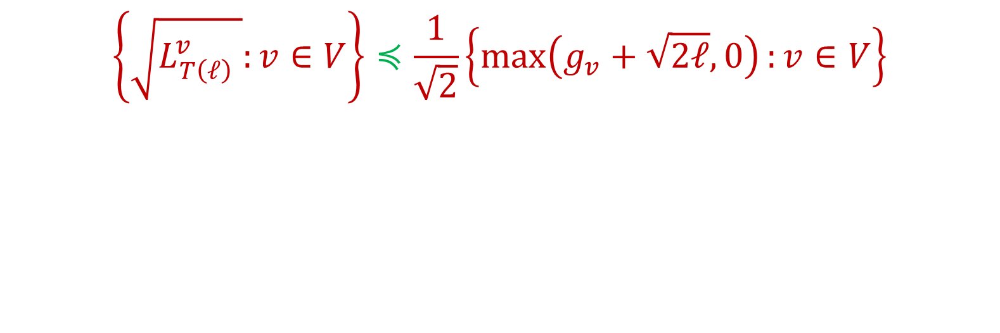 {√L^v_{T(ℓ)} : v ∈ V} ≼ 1/√2 {max(g_v + √2ℓ, 0) : v ∈ V}